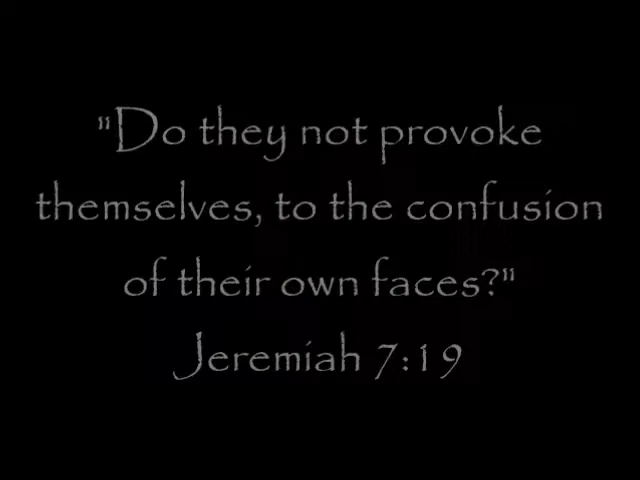 "Do they not provoke
themselves, to the confusion
of their own faces?"
Jeremiah 7:19